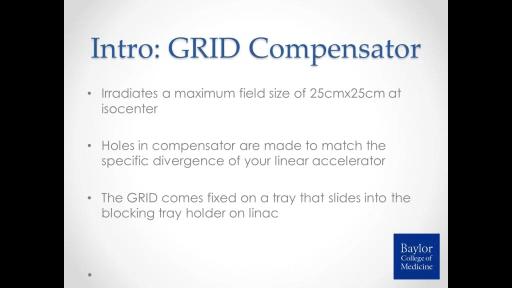 Intro: GRID Compensator
• Irradiates a maximum field size of 25cmx25cm at
isocenter
• Holes in compensator are made to match the
specific divergence of your linear accelerator
• The GRID comes fixed on a tray that slides into the
blocking tray holder on linac
Baylor
College of
Medicine
•